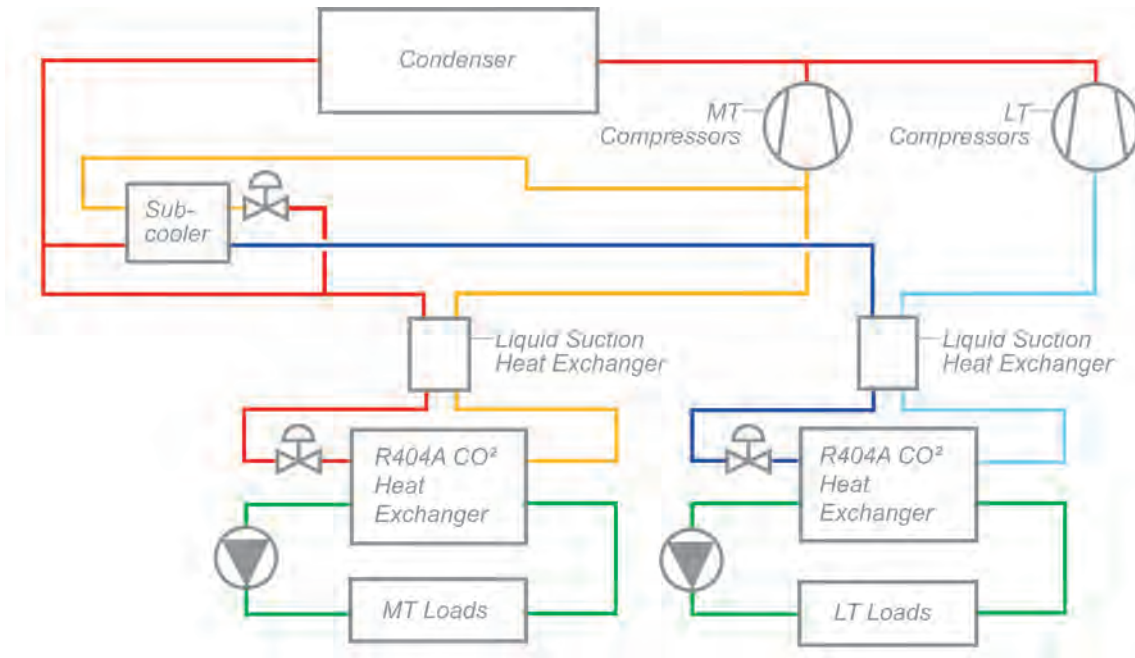 Condenser
MT
Compressors
LT
Compressors
Sub-
cooler
Liquid Suction
Heat Exchanger
Liquid Suction
Heat Exchanger
R404A CO²
Heat
Exchanger
R404A CO²
Heat
Exchanger
MT Loads
LT Loads